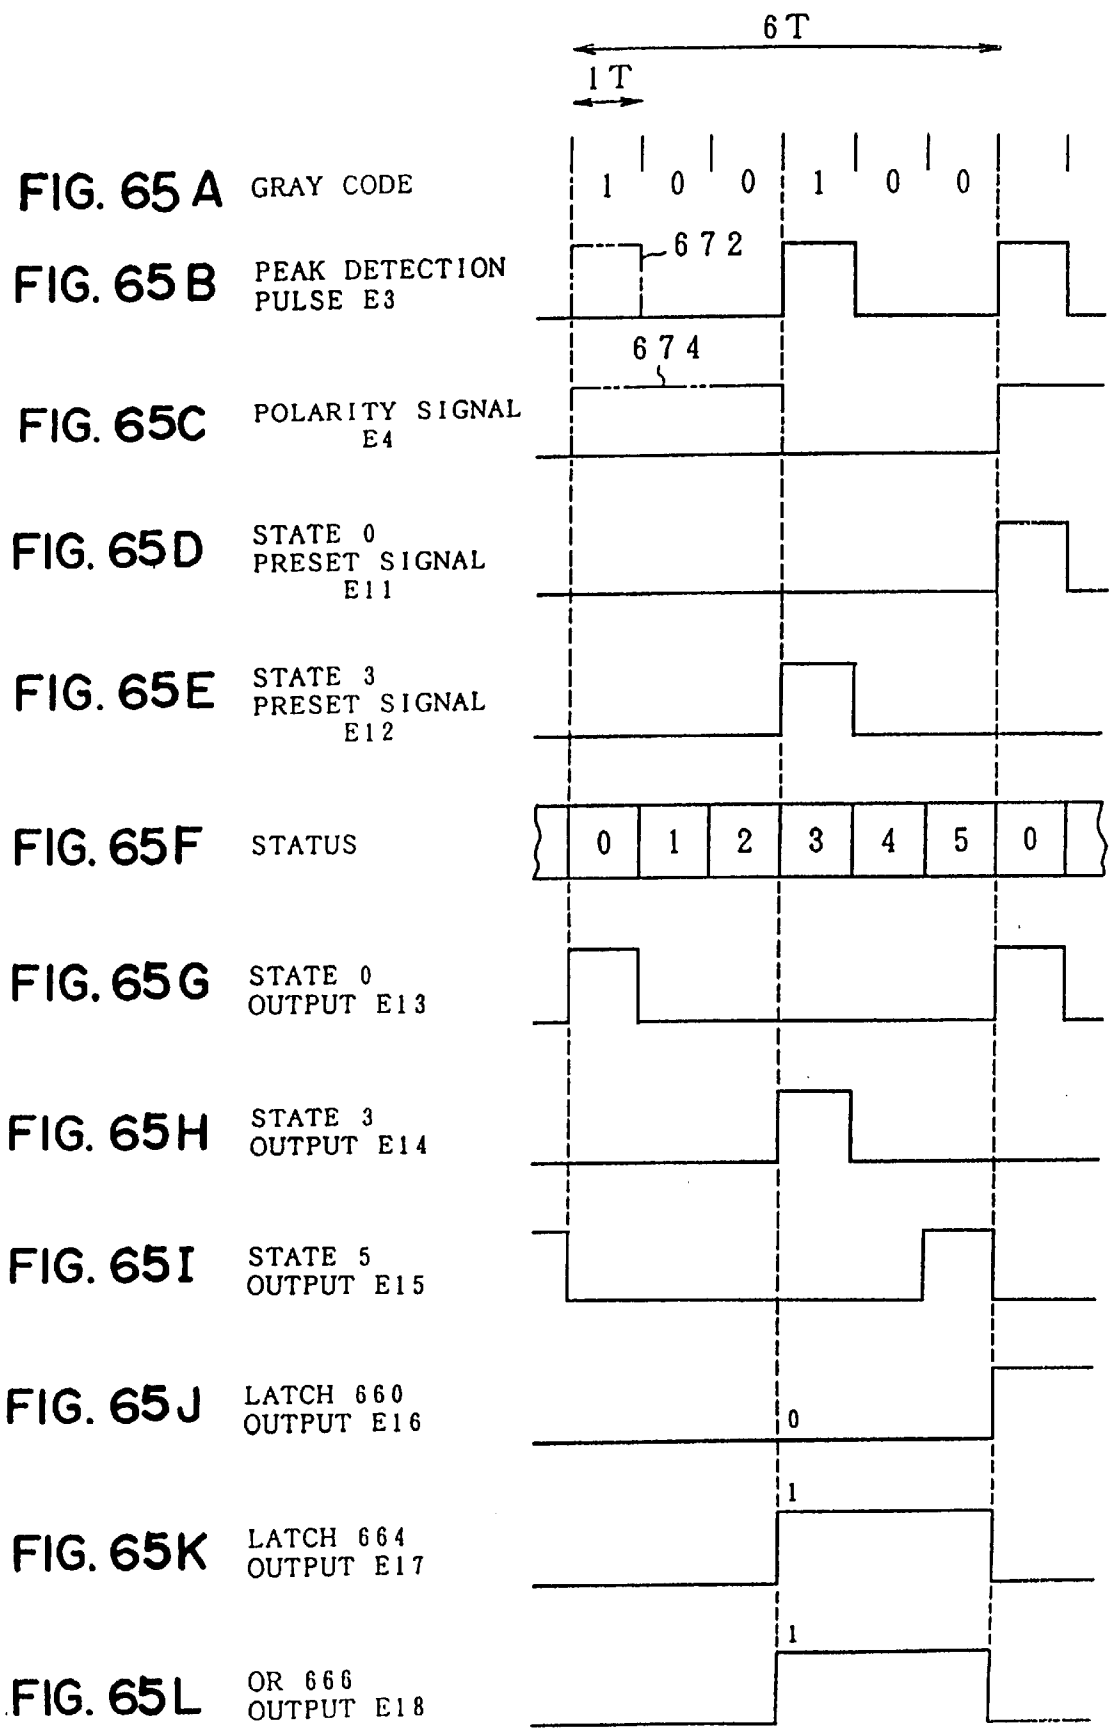 6T
1T
FIG. 65A GRAY CODE 1 0 0 1 0 0
FIG. 65B PEAK DETECTION
PULSE E3
672
674
FIG. 65C POLARITY SIGNAL
E4
FIG. 65D STATE 0
PRESET SIGNAL
E11
FIG. 65E STATE 3
PRESET SIGNAL
E12
FIG. 65F STATUS 0 1 2 3 4 5 0
FIG. 65G STATE 0
OUTPUT E13
FIG. 65H STATE 3
OUTPUT E14
FIG. 65I STATE 5
OUTPUT E15
FIG. 65J LATCH 660
OUTPUT E16
0
1
FIG. 65K LATCH 664
OUTPUT E17
1
FIG. 65L OR 666
OUTPUT E18